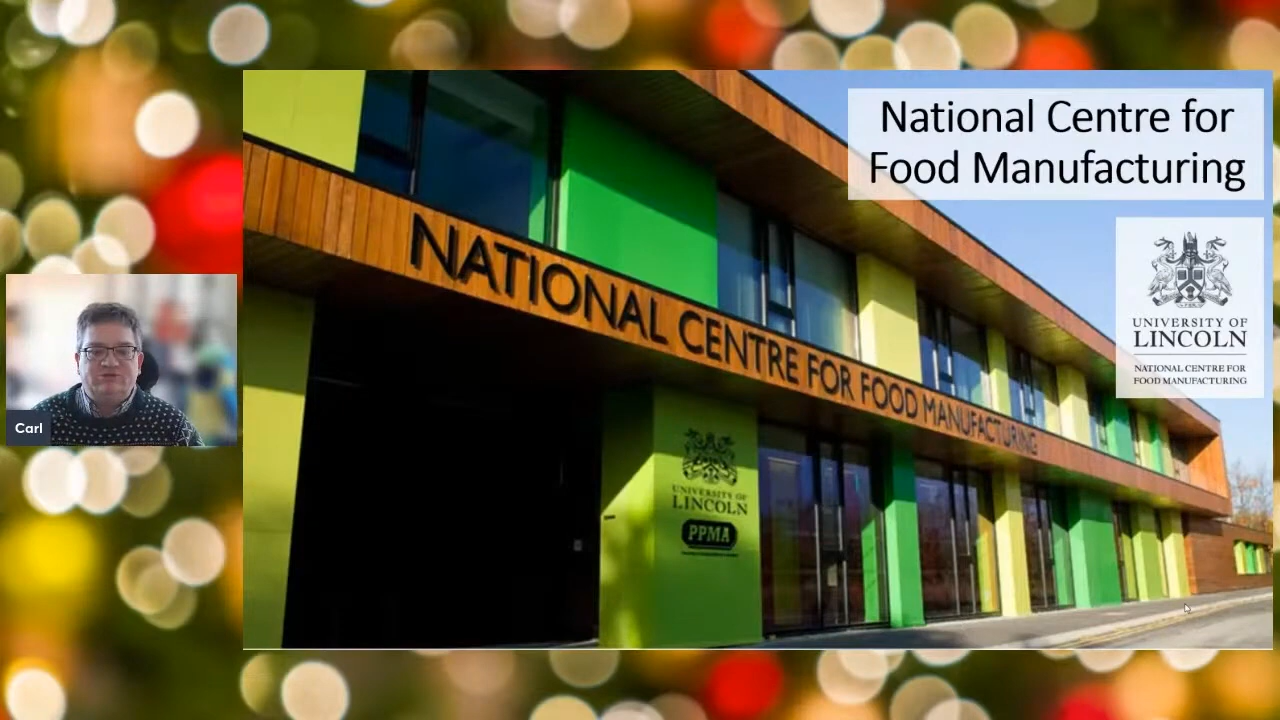 National Centre for
Food Manufacturing
UNIVERSITY OF
LINCOLN
NATIONAL CENTRE FOR
FOOD MANUFACTURING
NATIONAL CENTRE FOR FOOD MANUFACTURING
UNIVERSITY OF
LINCOLN
PPMA
Carl